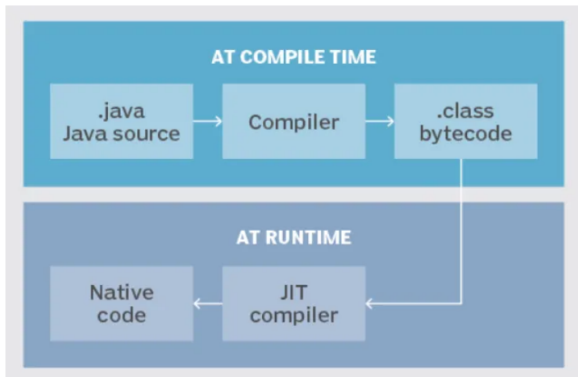 AT COMPILE TIME
.java
Java source
Compiler
.class
bytecode
AT RUNTIME
Native
code
JIT
compiler